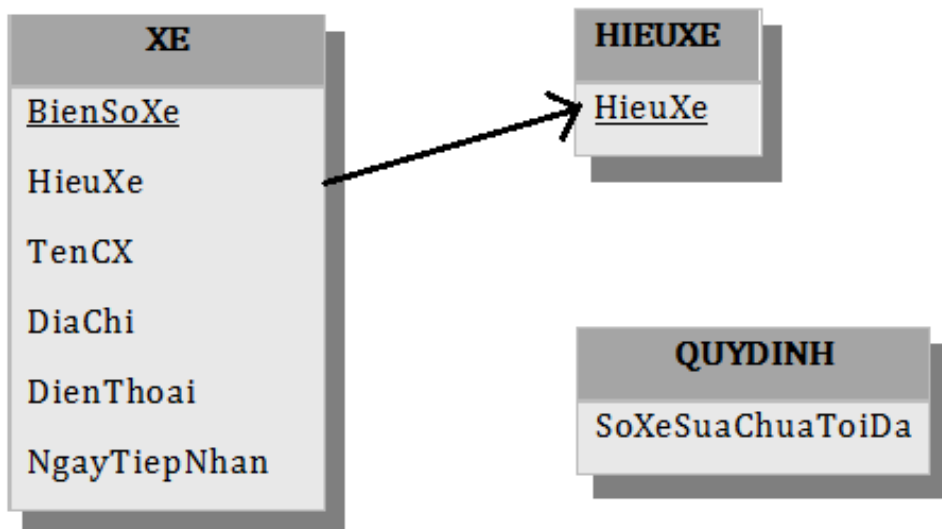 XE
BienSoXe
HieuXe
TenCX
DiaChi
DienThoai
NgayTiepNhan
HIEUXE
HieuXe
QUYDINH
SoXeSuaChuaToiDa